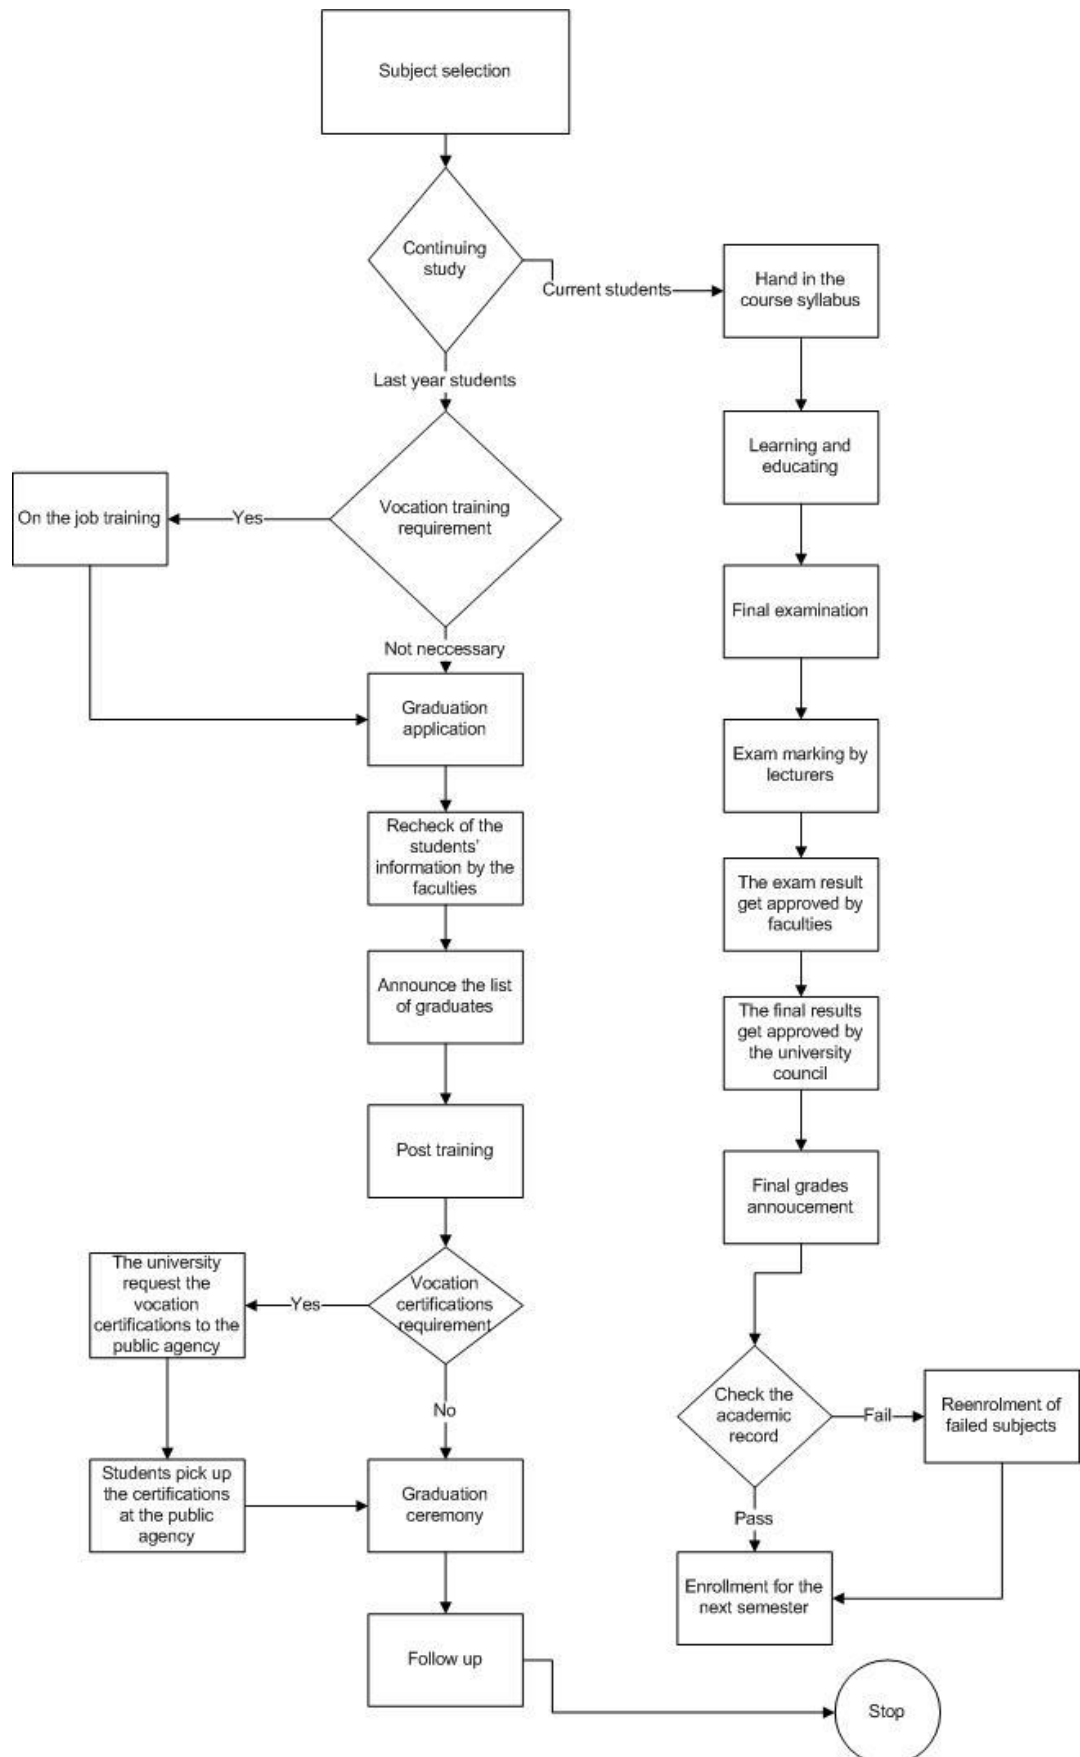 Subject selection
Continuing
study
Current students
Hand in the
course syllabus
Last year students
Learning and
educating
On the job training
Yes
Vocation training
requirement
Final examination
Not neccessary
Graduation
application
Exam marking by
lecturers
Recheck of the
students'
information by the
faculties
The exam result
get approved by
faculties
Announce the list
of graduates
The final results
get approved by
the university
council
Post training
Final grades
annoucement
The university
request the
vocation
certifications to the
public agency
Yes
Vocation
certifications
requirement
No
Check the
academic
record
Fail
Reenrolment of
failed subjects
Students pick up
the certifications
at the public
agency
Graduation
ceremony
Pass
Enrollment for the
next semester
Follow up
Stop